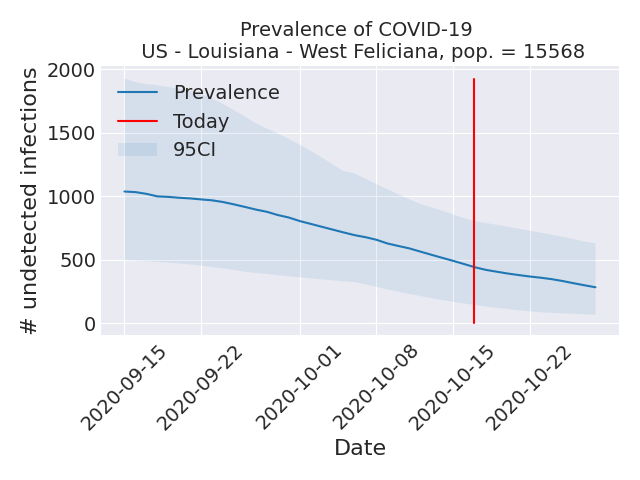 Prevalence of COVID-19
US - Louisiana - West Feliciana, pop. = 15568
# undetected infections
2000
1500
1000
500
0
Prevalence
Today
95CI
2020-09-15
2020-09-22
2020-10-01
2020-10-08
2020-10-15
2020-10-22
Date